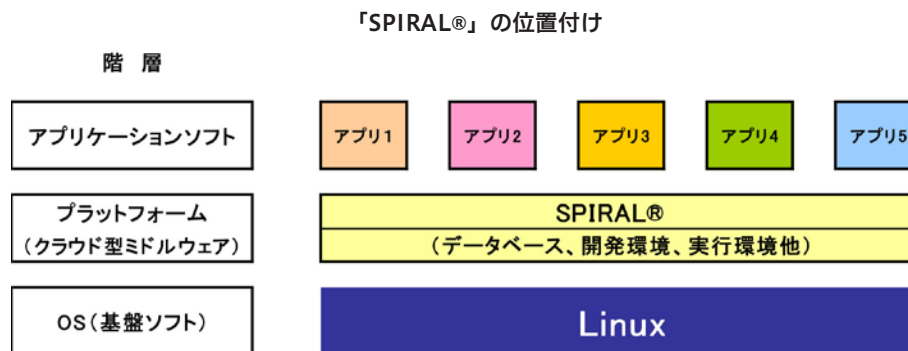 「SPIRAL®」の位置付け
階 層
アプリケーションソフト
アプリ1
アプリ2
アプリ3
アプリ4
アプリ5
プラットフォーム
(クラウド型ミドルウェア)
SPIRAL®
(データベース、開発環境、実行環境他)
OS(基盤ソフト)
Linux